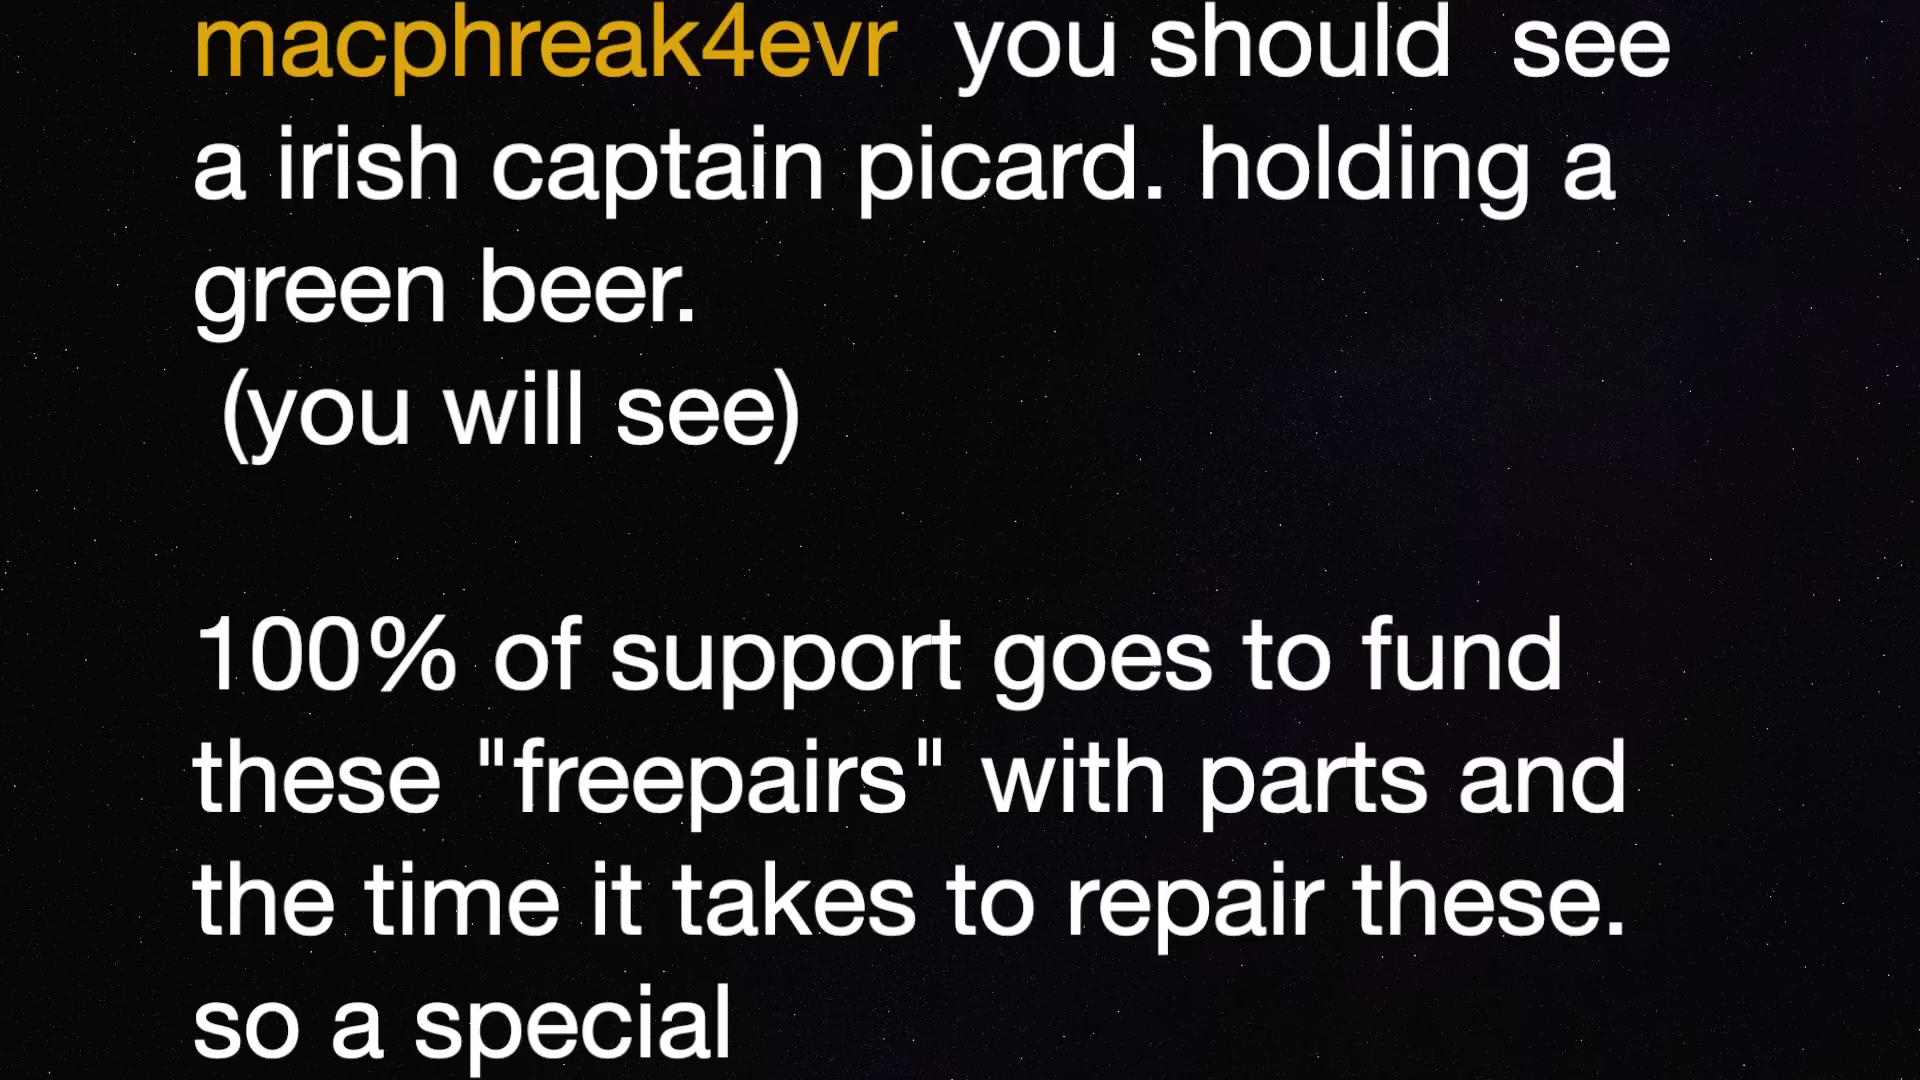 macphreak4evr  you should  see
a irish captain picard. holding a
green beer.
(you will see)
100% of support goes to fund
these "freepairs" with parts and
the time it takes to repair these.
so a special